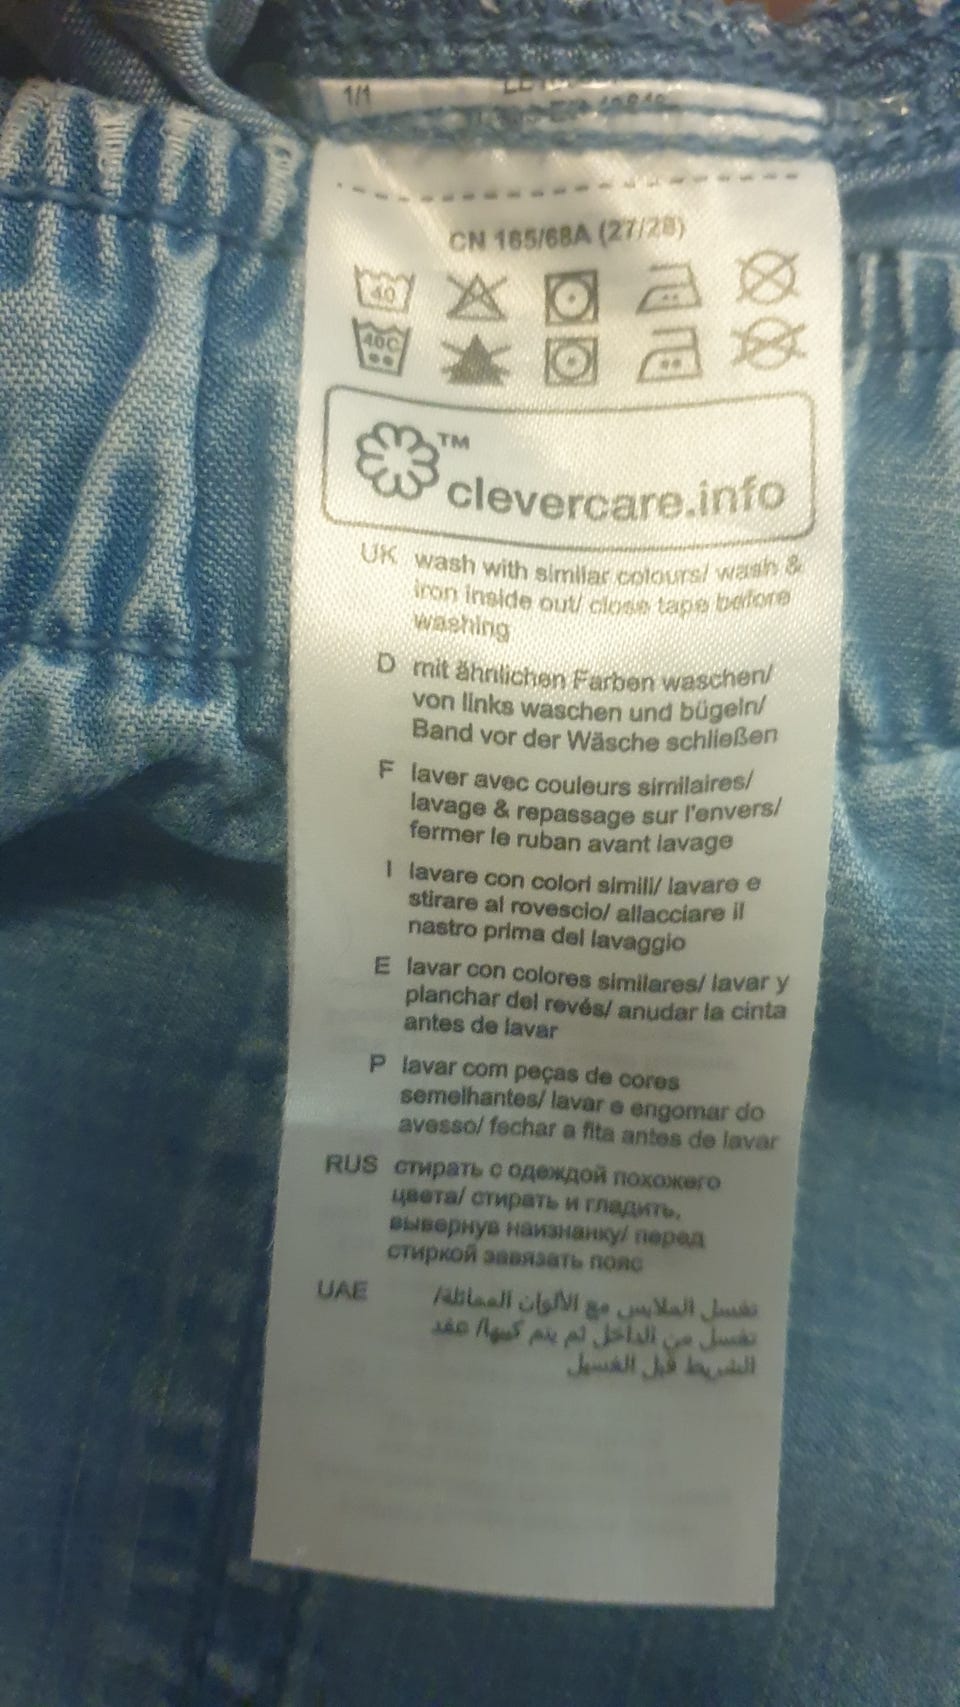 1/1
CN 165/68A (27/28)
40
40C
™
clevercare.info
UK wash with similar colours/ wash &
iron inside out/ close tape before
washing
D mit ähnlichen Farben waschen/
von links waschen und bügeln/
Band vor der Wäsche schließen
F laver avec couleurs similaires/
lavage & repassage sur l'envers/
fermer le ruban avant lavage
I lavare con colori simili/ lavare e
stirare al rovescio/ allacciare il
nastro prima del lavaggio
E lavar con colores similares/ lavar y
planchar del revés/ anudar la cinta
antes de lavar
P lavar com peças de cores
semelhantes/ lavar e engomar do
avesso/ fechar a fita antes de lavar
RUS стирать с одеждой похожего
цвета/ стирать и гладить,
вывернув наизнанку/ перед
стиркой завязать пояс
UAE تغسل الملابس مع الألوان المماثلة/
تغسل من الداخل ثم يتم كيها/ عقد
الشريط قبل الغسيل